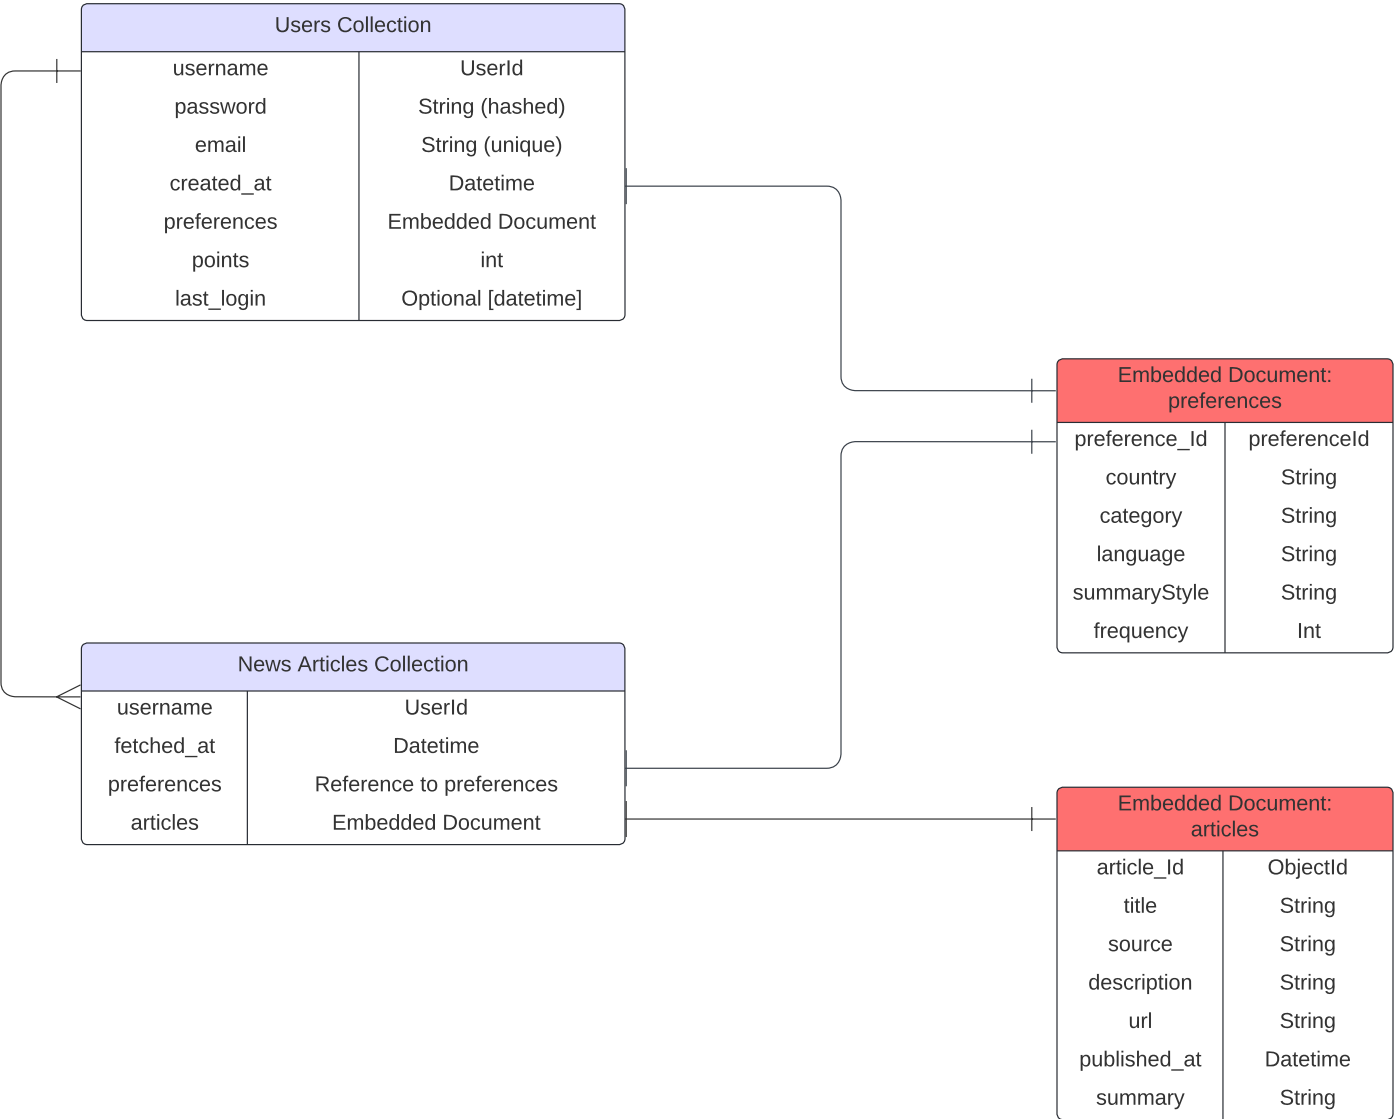 Users Collection
username UserId
password String (hashed)
email String (unique)
created_at Datetime
preferences Embedded Document
points int
last_login Optional [datetime]
Embedded Document:
preferences
preference_Id preferenceId
country String
category String
language String
summaryStyle String
frequency Int
News Articles Collection
username UserId
fetched_at Datetime
preferences Reference to preferences
articles Embedded Document
Embedded Document:
articles
article_Id ObjectId
title String
source String
description String
url String
published_at Datetime
summary String